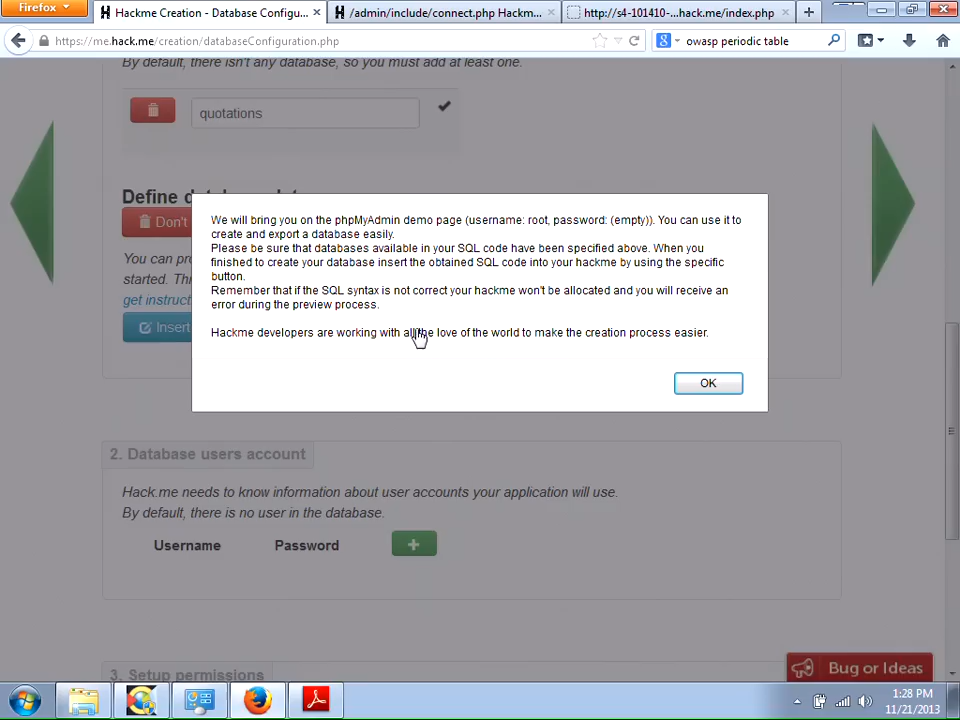 Firefox
Hackme Creation - Database Configu...
/admin/include/connect.php Hackm...
http://s4-101410-...hack.me/index.php
https://me.hack.me/creation/databaseConfiguration.php
owasp periodic table
By default, there isn't any database, so you must add at least one.
quotations
Define
Don't
We will bring you on the phpMyAdmin demo page (username: root, password: (empty)). You can use it to
create and export a database easily.
Please be sure that databases available in your SQL code have been specified above. When you
finished to create your database insert the obtained SQL code into your hackme by using the specific
button.
Remember that if the SQL syntax is not correct your hackme won't be allocated and you will receive an
error during the preview process.
Hackme developers are working with all the love of the world to make the creation process easier.
OK
You can
started.
get instruct
Insert
2. Database users account
Hack.me needs to know information about user accounts your application will use.
By default, there is no user in the database.
Username Password
3. Setup permissions
Bug or Ideas
1:28 PM
11/21/2013